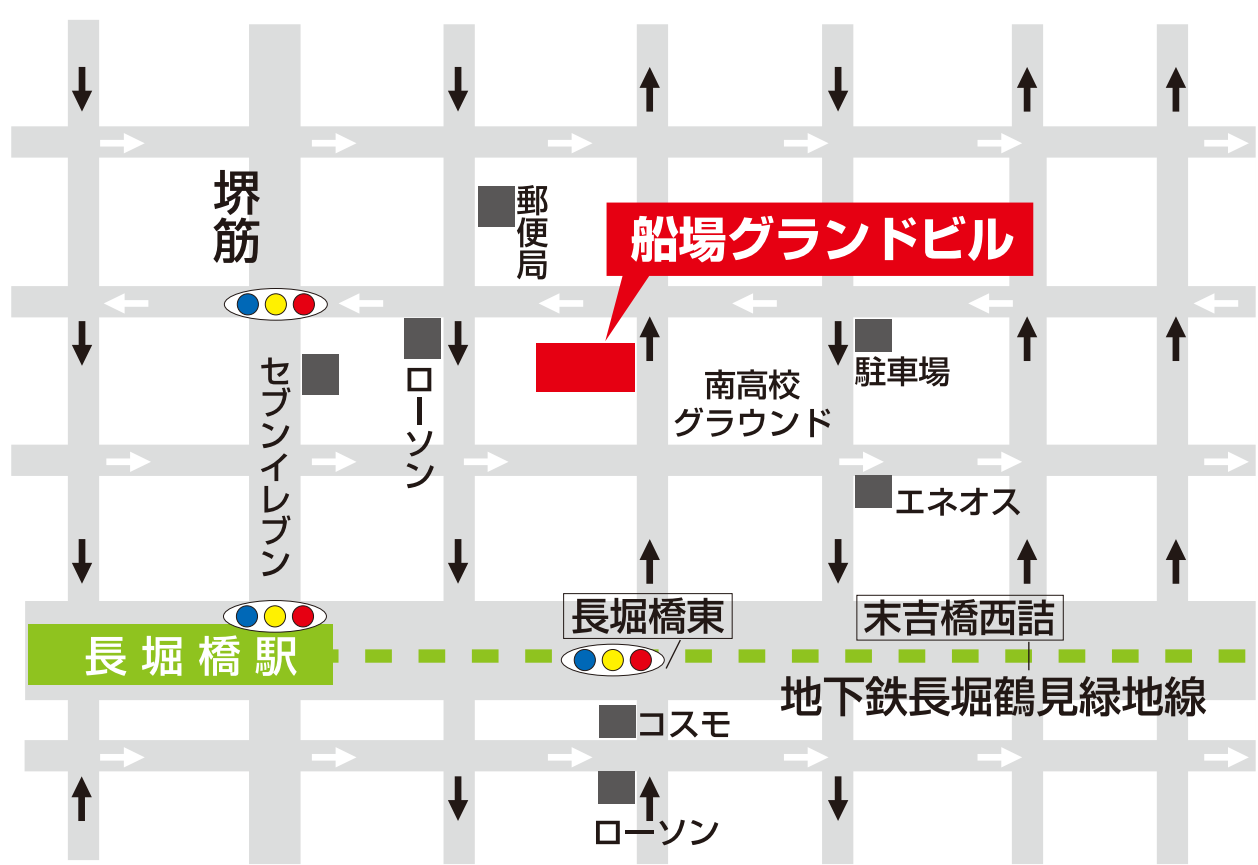 堺筋
郵便局
船場グランドビル
セブンイレブン
ローソン
南高校
グラウンド
駐車場
エネオス
長堀橋東
末吉橋西詰
長堀橋駅
地下鉄長堀鶴見緑地線
コスモ
ローソン